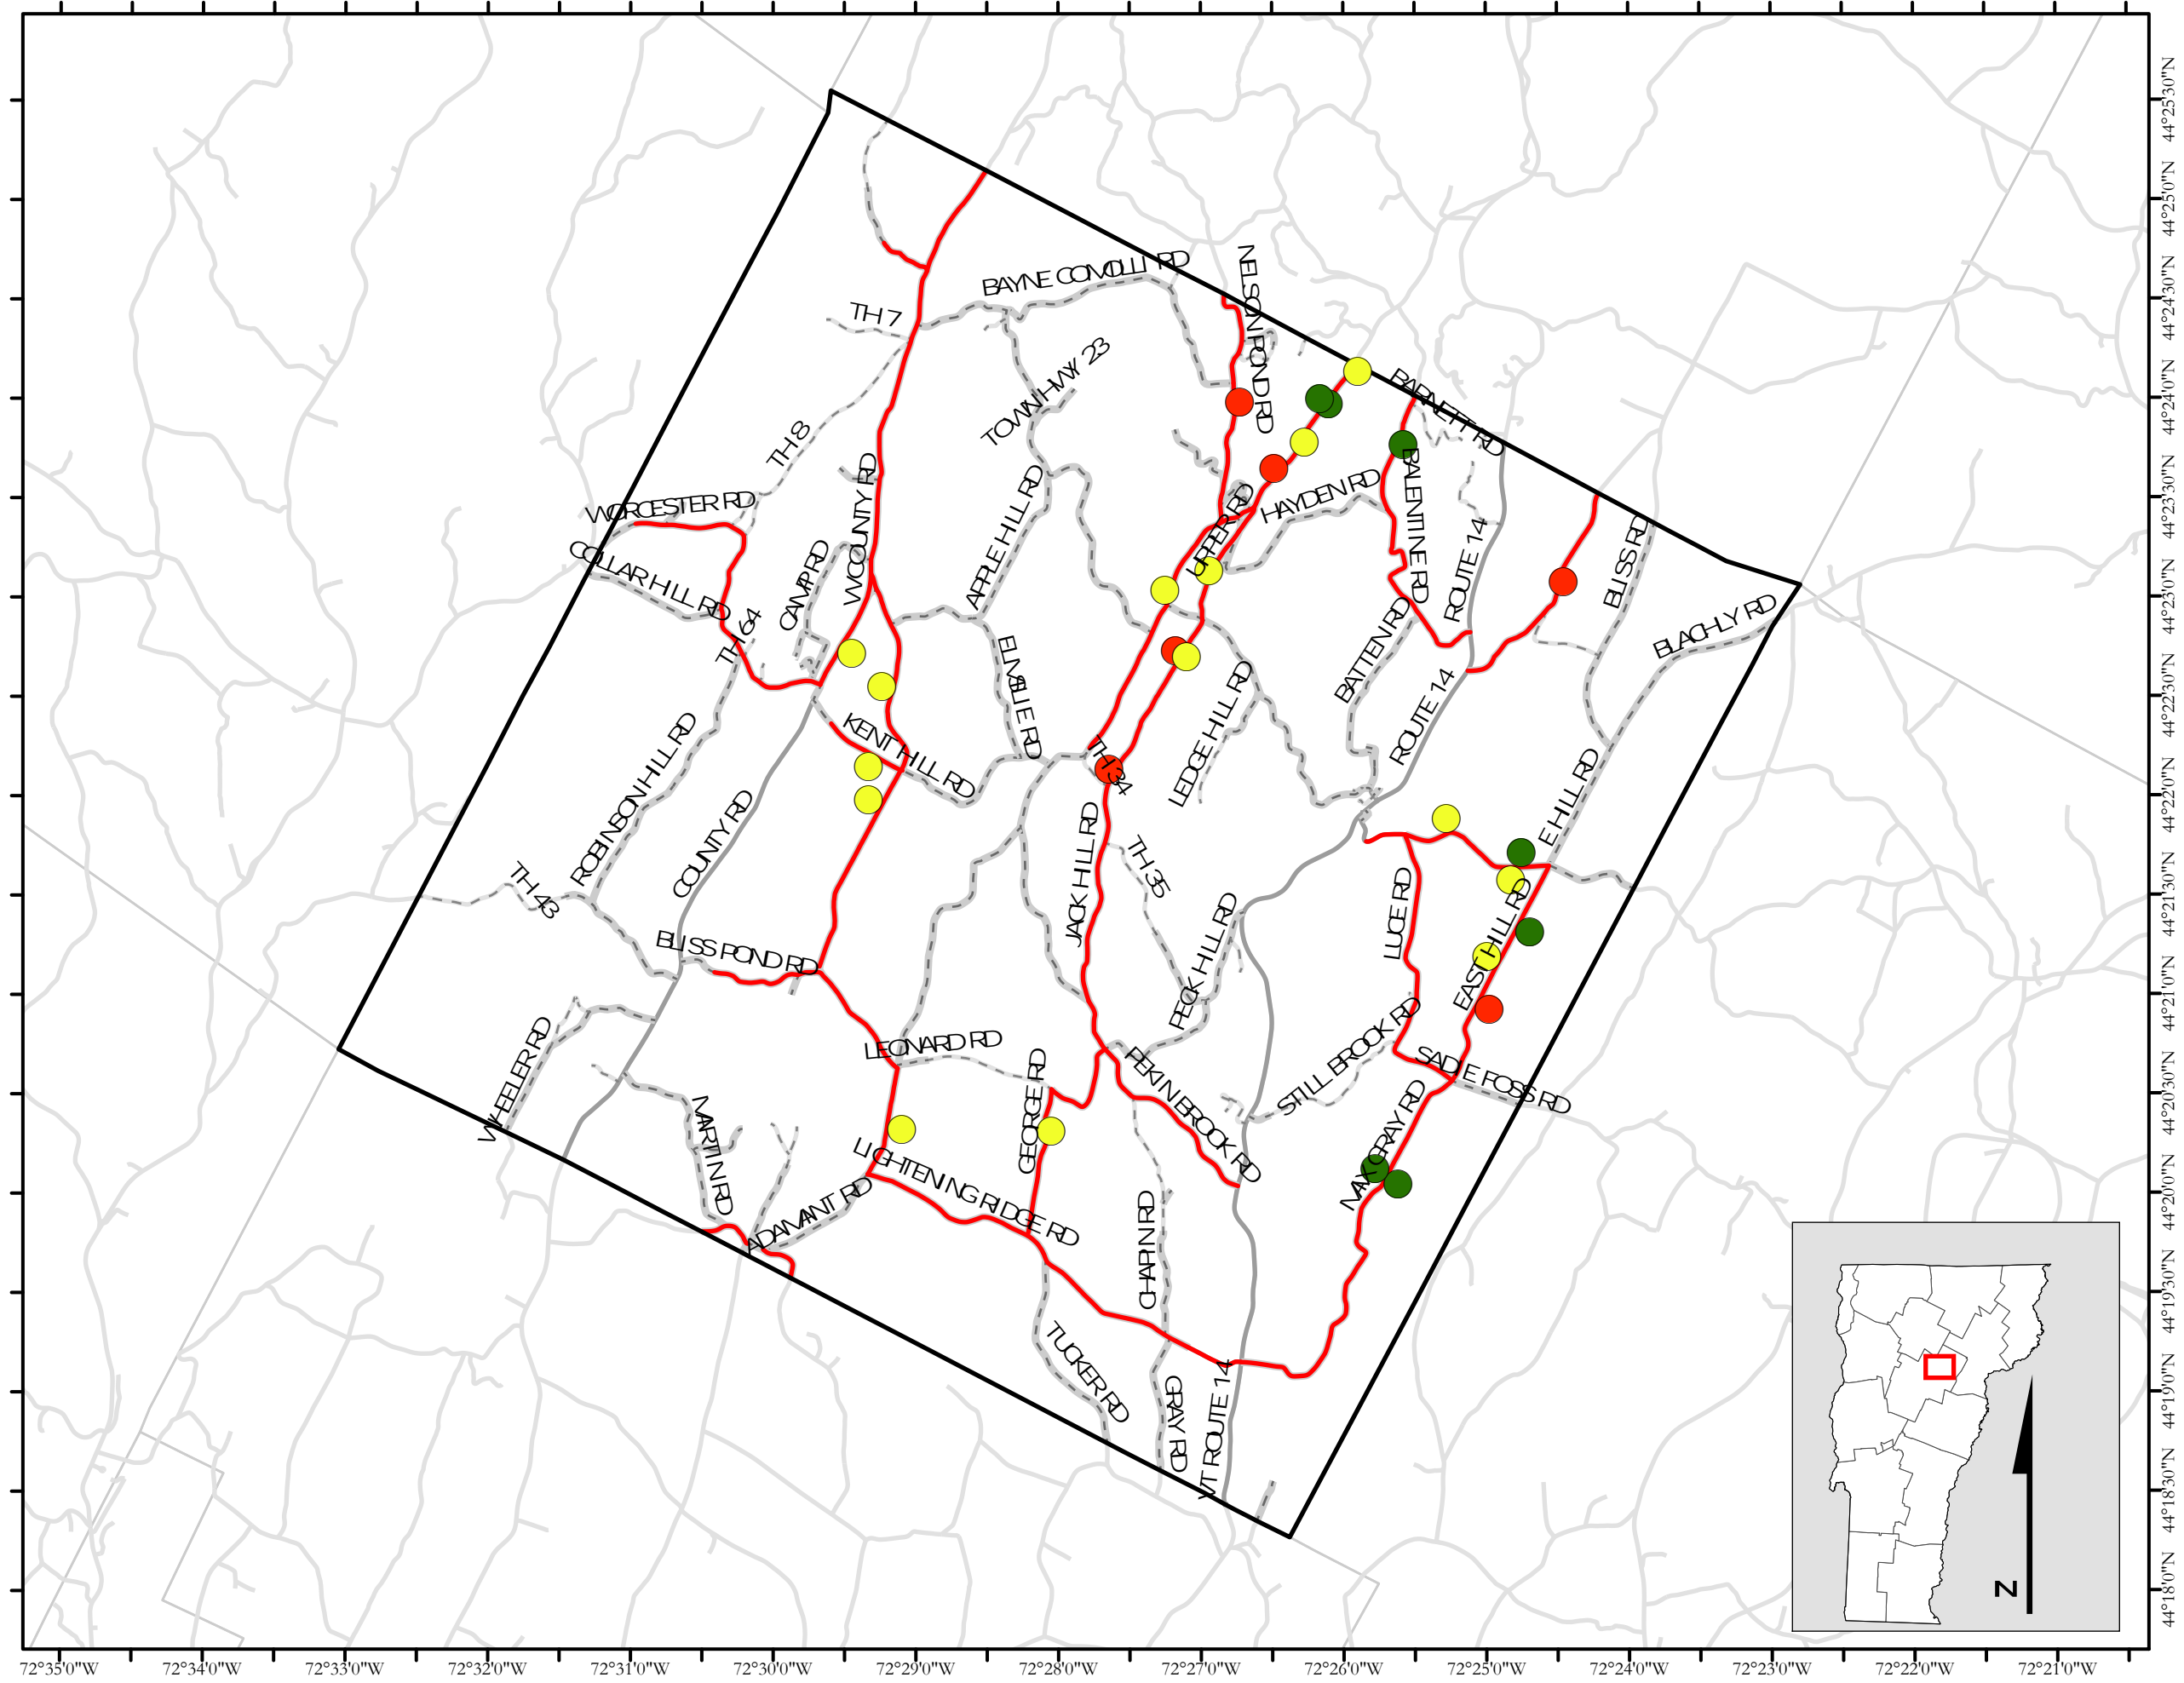 BAYNE COMOLLI RD
NELSON POND RD
TH 7
TOWN HWY 23
BARNETT RD
TH 8
WORCESTER RD
W COUNTY RD
APPLE HILL RD
UPPER RD
HAYDEN RD
BALENTINE RD
ROUTE 14
BLISS RD
COLLAR HILL RD
TH 64
CAMP RD
BATTEN RD
BLACHLY RD
ELMSLIE RD
LEDGE HILL RD
ROUTE 14
KENT HILL RD
TH 34
ROBINSON HILL RD
COUNTY RD
E HILL RD
TH 43
JACK HILL RD
TH 35
LUCE RD
EAST HILL RD
BLISS POND RD
PECK HILL RD
WHEELER RD
LEONARD RD
GEORGE RD
PEKIN BROOK RD
STILL BROOK RD
SADIE FOSS RD
MARTIN RD
MAX GRAY RD
LIGHTENING RIDGE RD
ADAMANT RD
CHAPIN RD
TUCKER RD
GRAY RD
VT ROUTE 14
N
44°25'30"N
44°25'0"N
44°24'30"N
44°24'0"N
44°23'30"N
44°23'0"N
44°22'30"N
44°22'0"N
44°21'30"N
44°21'0"N
44°20'30"N
44°20'0"N
44°19'30"N
44°19'0"N
44°18'30"N
44°18'0"N
72°35'0"W
72°34'0"W
72°33'0"W
72°32'0"W
72°31'0"W
72°30'0"W
72°29'0"W
72°28'0"W
72°27'0"W
72°26'0"W
72°25'0"W
72°24'0"W
72°23'0"W
72°22'0"W
72°21'0"W